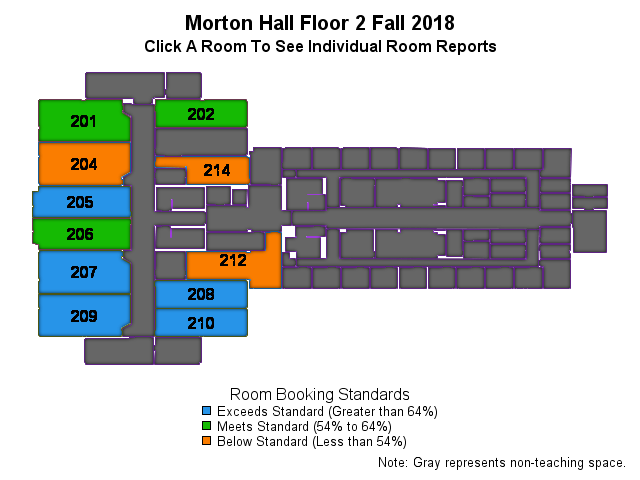 Morton Hall Floor 2 Fall 2018
Click A Room To See Individual Room Reports
201
202
204
214
205
206
207
212
208
209
210
Room Booking Standards
Exceeds Standard (Greater than 64%)
Meets Standard (54% to 64%)
Below Standard (Less than 54%)
Note: Gray represents non-teaching space.